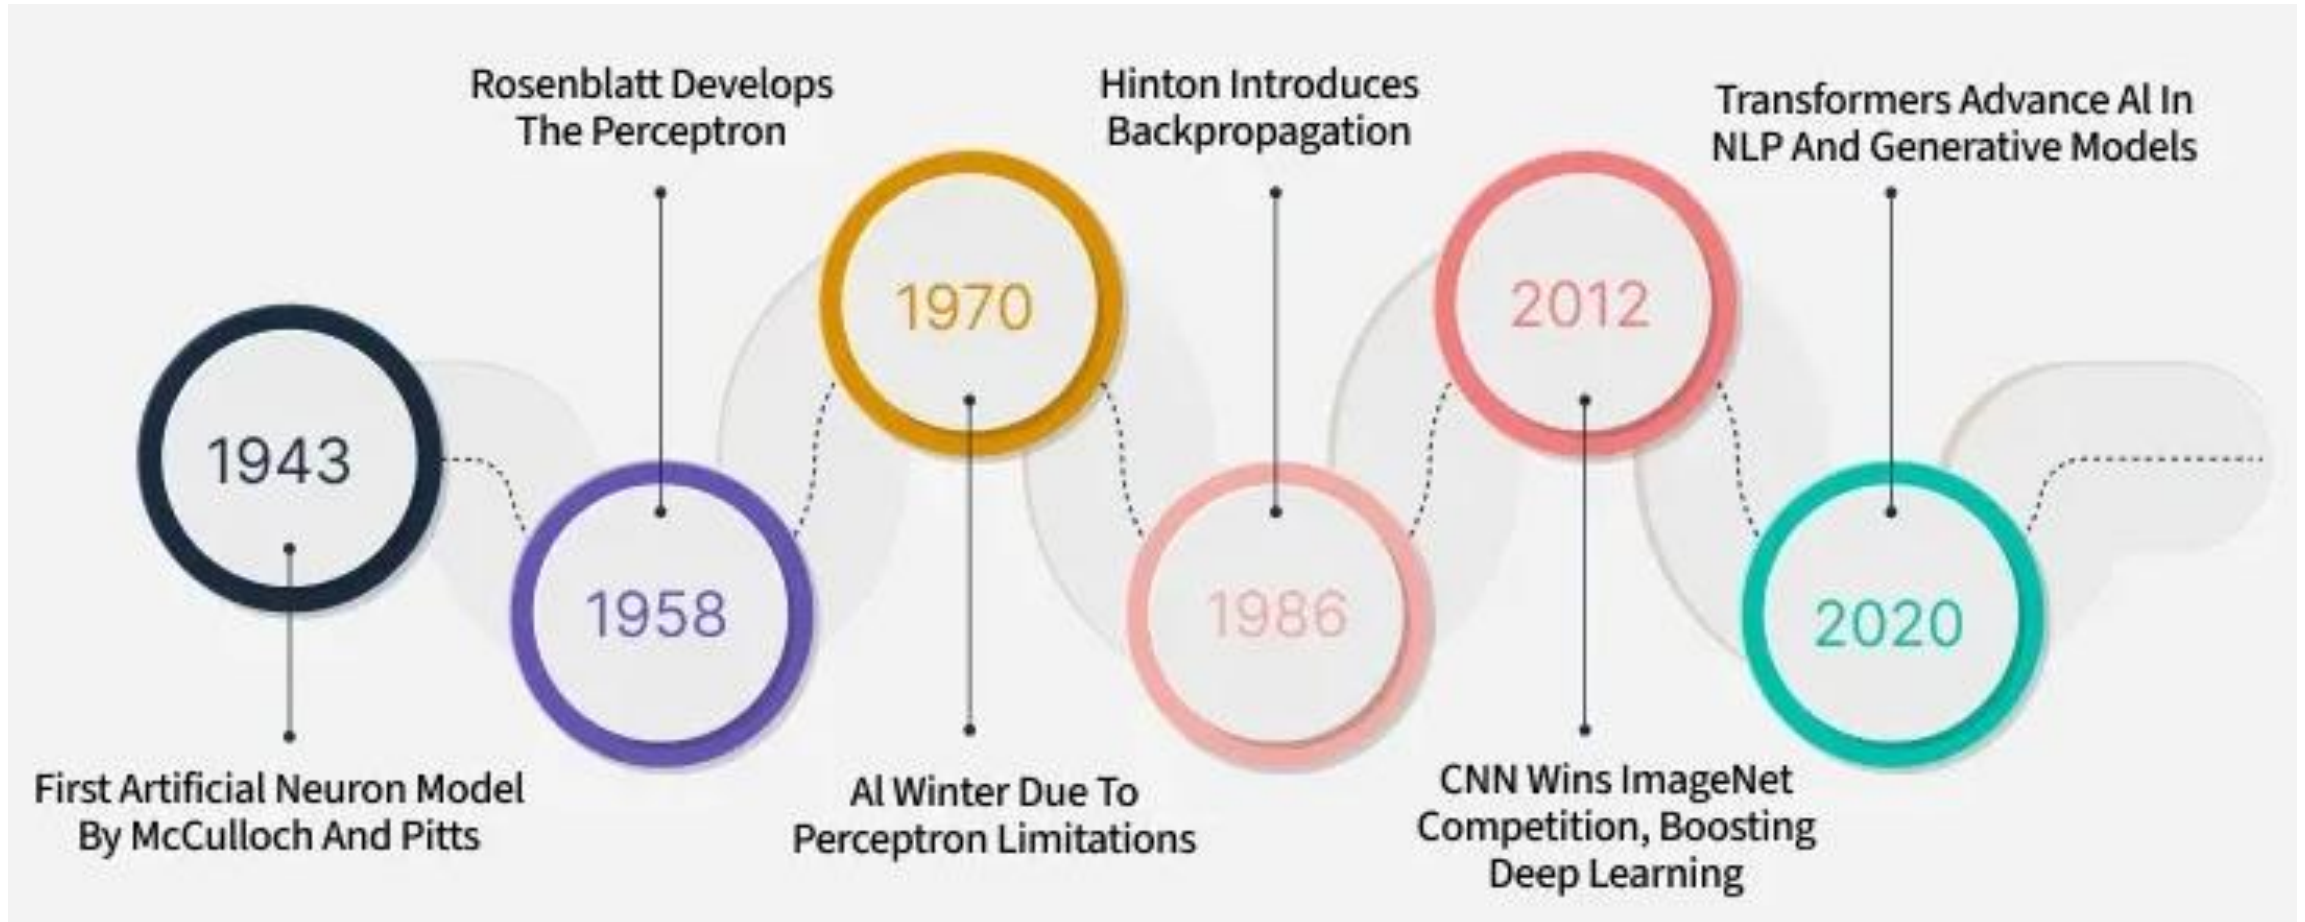 1943
First Artificial Neuron Model
By McCulloch And Pitts
Rosenblatt Develops
The Perceptron
1958
1970
AI Winter Due To
Perceptron Limitations
Hinton Introduces
Backpropagation
1986
2012
CNN Wins ImageNet
Competition, Boosting
Deep Learning
Transformers Advance AI In
NLP And Generative Models
2020